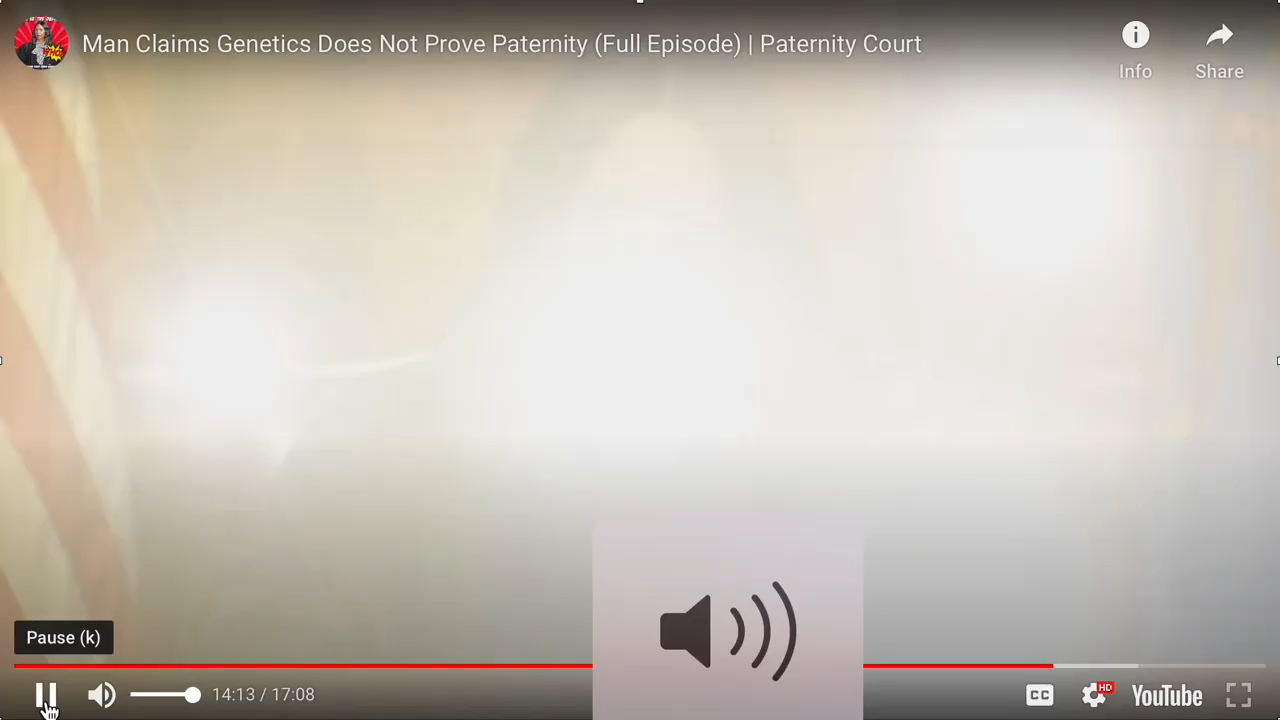 Man Claims Genetics Does Not Prove Paternity (Full Episode) | Paternity Court
Info
Share
Pause (k)
14:13 / 17:08
CC
HD
YouTube